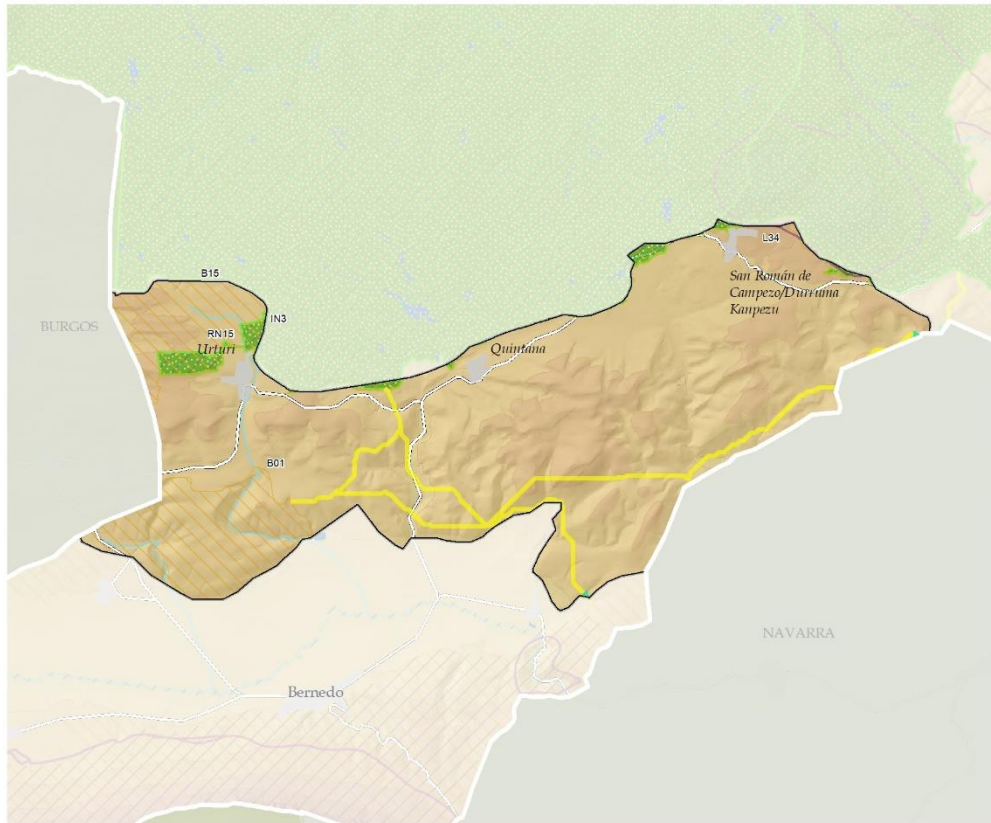 L34
San Román de
Campezo/Durruma
Kanpezu
B15
BURGOS
IN3
RN15
Urturi
Quintana
B01
NAVARRA
Bernedo